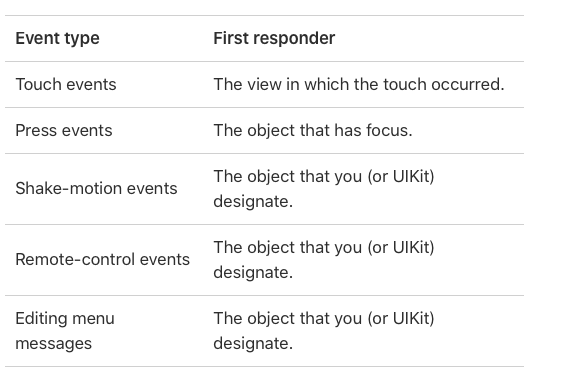 Event type First responder
Touch events The view in which the touch occurred.
Press events The object that has focus.
Shake-motion events The object that you (or UIKit)
designate.
Remote-control events The object that you (or UIKit)
designate.
Editing menu The object that you (or UIKit)
messages designate.